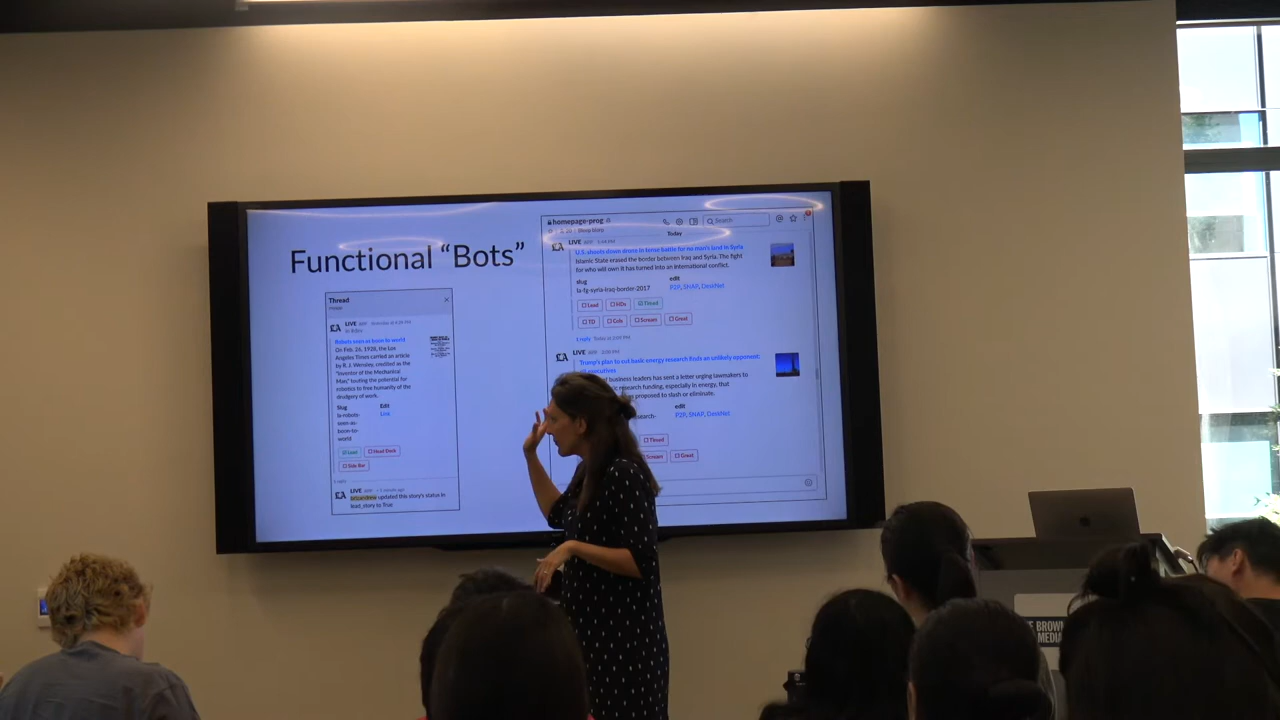 Functional “Bots”
Thread
LIVE
Robots seen as boon to world
On Feb. 26, 1928, the Los
Angeles Times carried an article
by R. J. Wensley, credited as the
"inventor of the Mechanical
Man," touting the potential for
robotics to free humanity of the
drudgery of work.
Slug
Edit
la-robots-
seen-as-
boon-to-
world
Link
Lead
Head Deck
Side Bar
LIVE
updated this story's status in
lead_story to True
homepage-prog
Search
Today
LIVE
U.S. shoots down drone in tense battle for no man's land in Syria
Islamic State erased the border between Iraq and Syria. The fight
for who will own it has turned into an international conflict.
slug
edit
la-fg-syria-iraq-border-2017
P2P, SNAP, DeskNet
Lead
HDs
Timed
TD
Cols
Scream
Great
1 reply
LIVE
Trump's plan to cut basic energy research finds an unlikely opponent:
executives
business leaders has sent a letter urging lawmakers to
research funding, especially in energy, that
proposed to slash or eliminate.
edit
P2P, SNAP, DeskNet
Timed
Scream
Great
BROWN
MEDIA